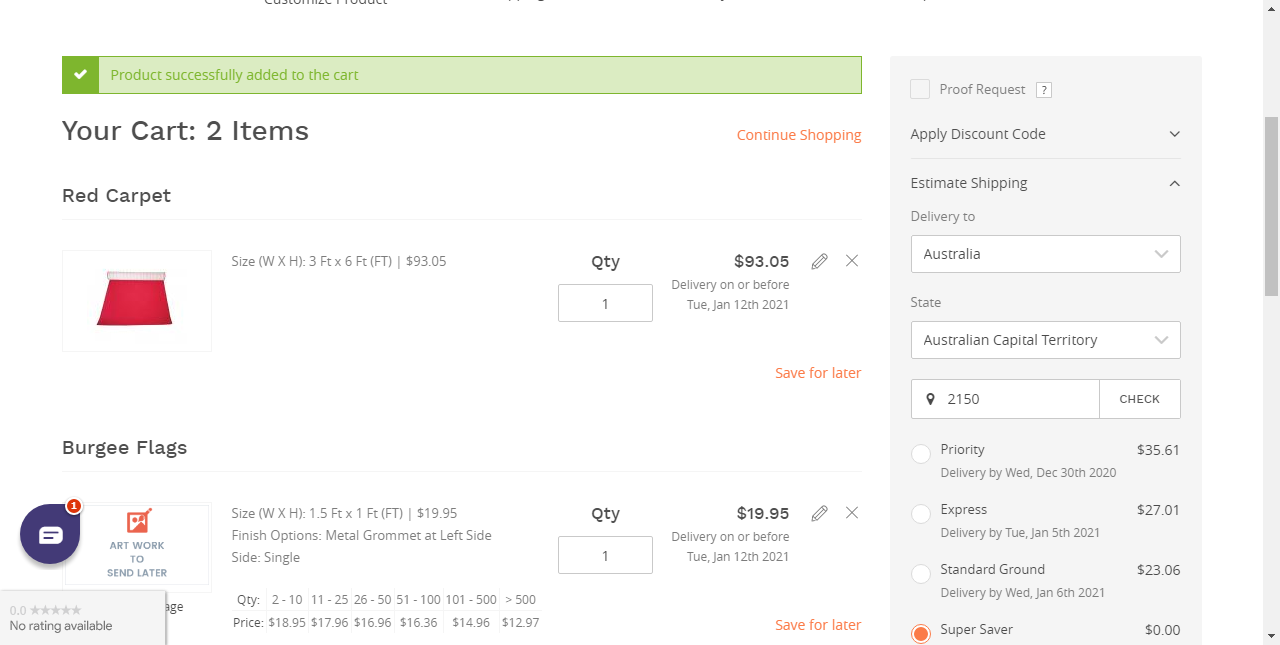 Customize Product
Product successfully added to the cart
Your Cart: 2 Items
Continue Shopping
Red Carpet
Size (W X H): 3 Ft x 6 Ft (FT) | $93.05
Qty
1
$93.05
Delivery on or before
Tue, Jan 12th 2021
Save for later
Burgee Flags
ART WORK
TO
SEND LATER
Size (W X H): 1.5 Ft x 1 Ft (FT) | $19.95
Finish Options: Metal Grommet at Left Side
Side: Single
Qty
1
$19.95
Delivery on or before
Tue, Jan 12th 2021
Qty: 2 - 10 11 - 25 26 - 50 51 - 100 101 - 500 > 500
Price: $18.95 $17.96 $16.96 $16.36 $14.96 $12.97
Save for later
1
0.0
No rating available
Proof Request ?
Apply Discount Code
Estimate Shipping
Delivery to
Australia
State
Australian Capital Territory
2150 CHECK
Priority $35.61
Delivery by Wed, Dec 30th 2020
Express $27.01
Delivery by Tue, Jan 5th 2021
Standard Ground $23.06
Delivery by Wed, Jan 6th 2021
Super Saver $0.00